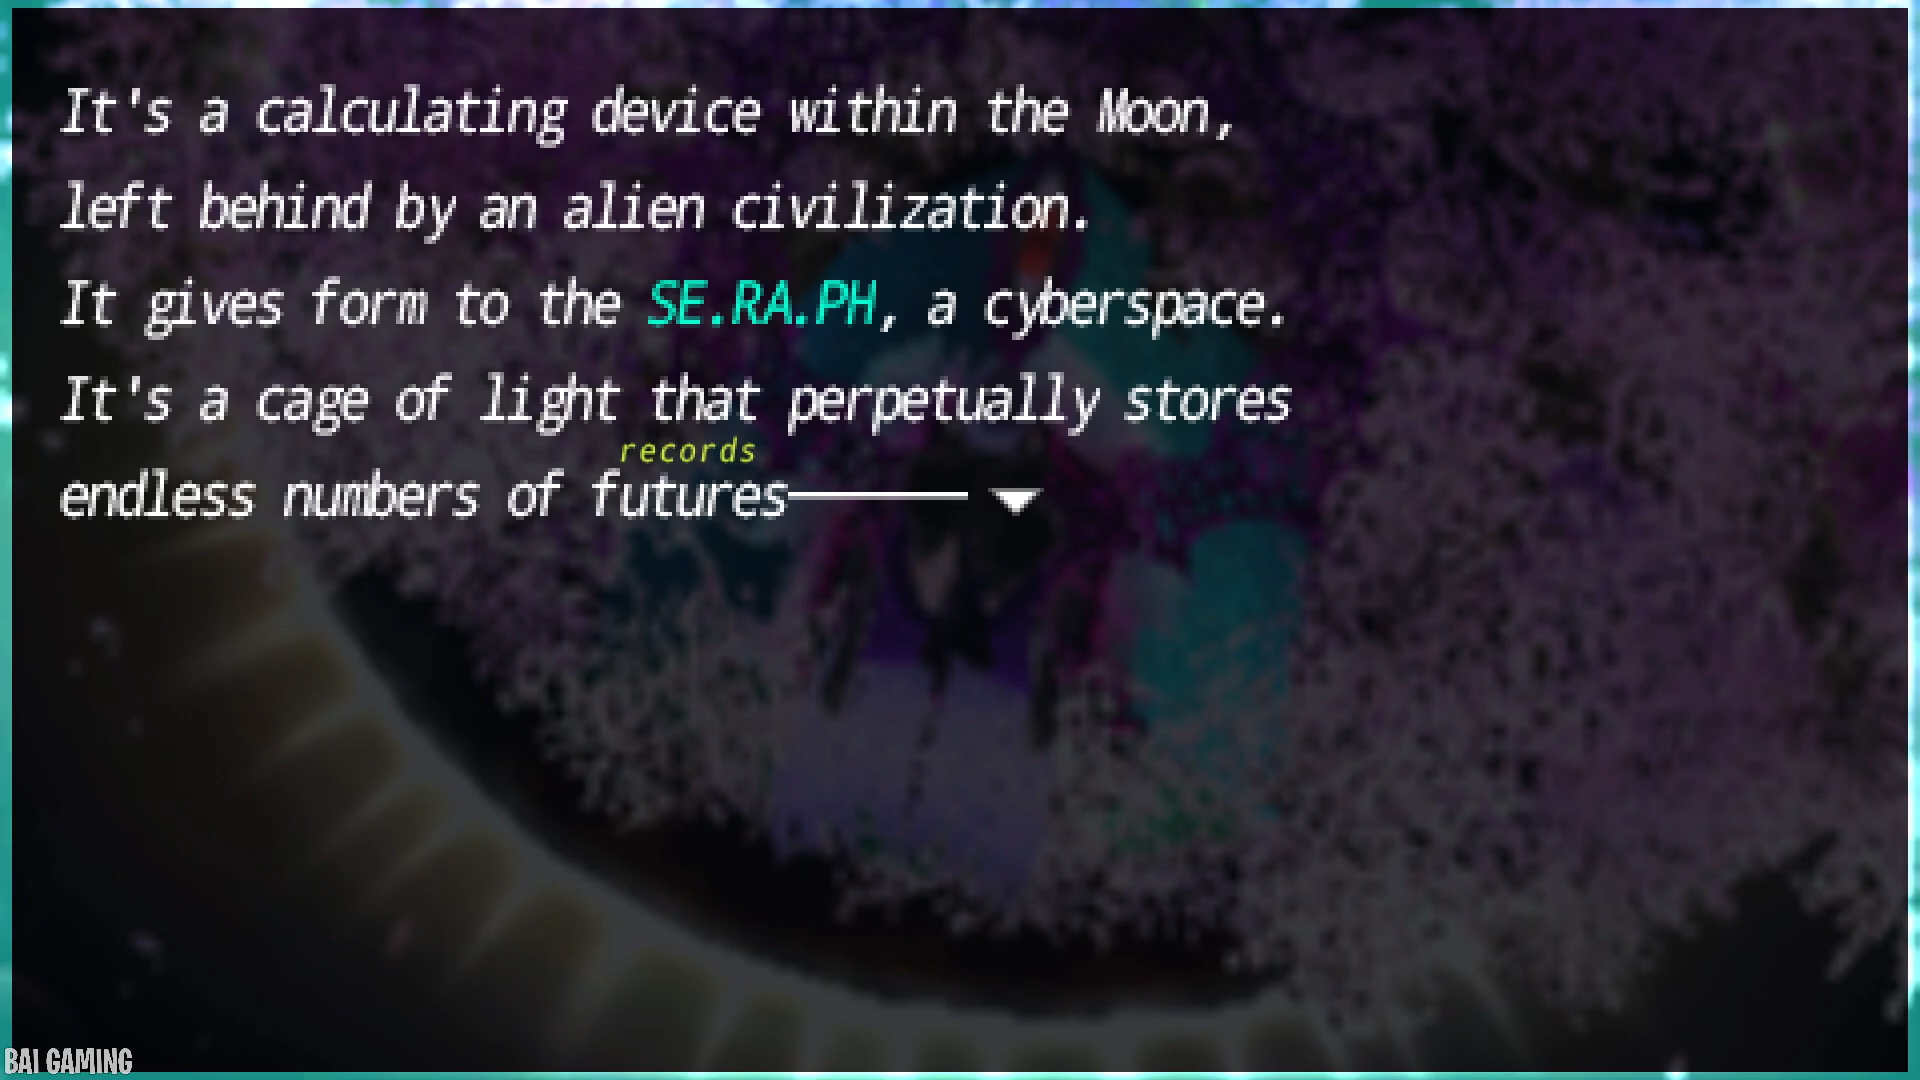 It's a calculating device within the Moon,
left behind by an alien civilization.
It gives form to the SE.RA.PH, a cyberspace.
It's a cage of light that perpetually stores
records
endless numbers of futures———
BAI GAMING